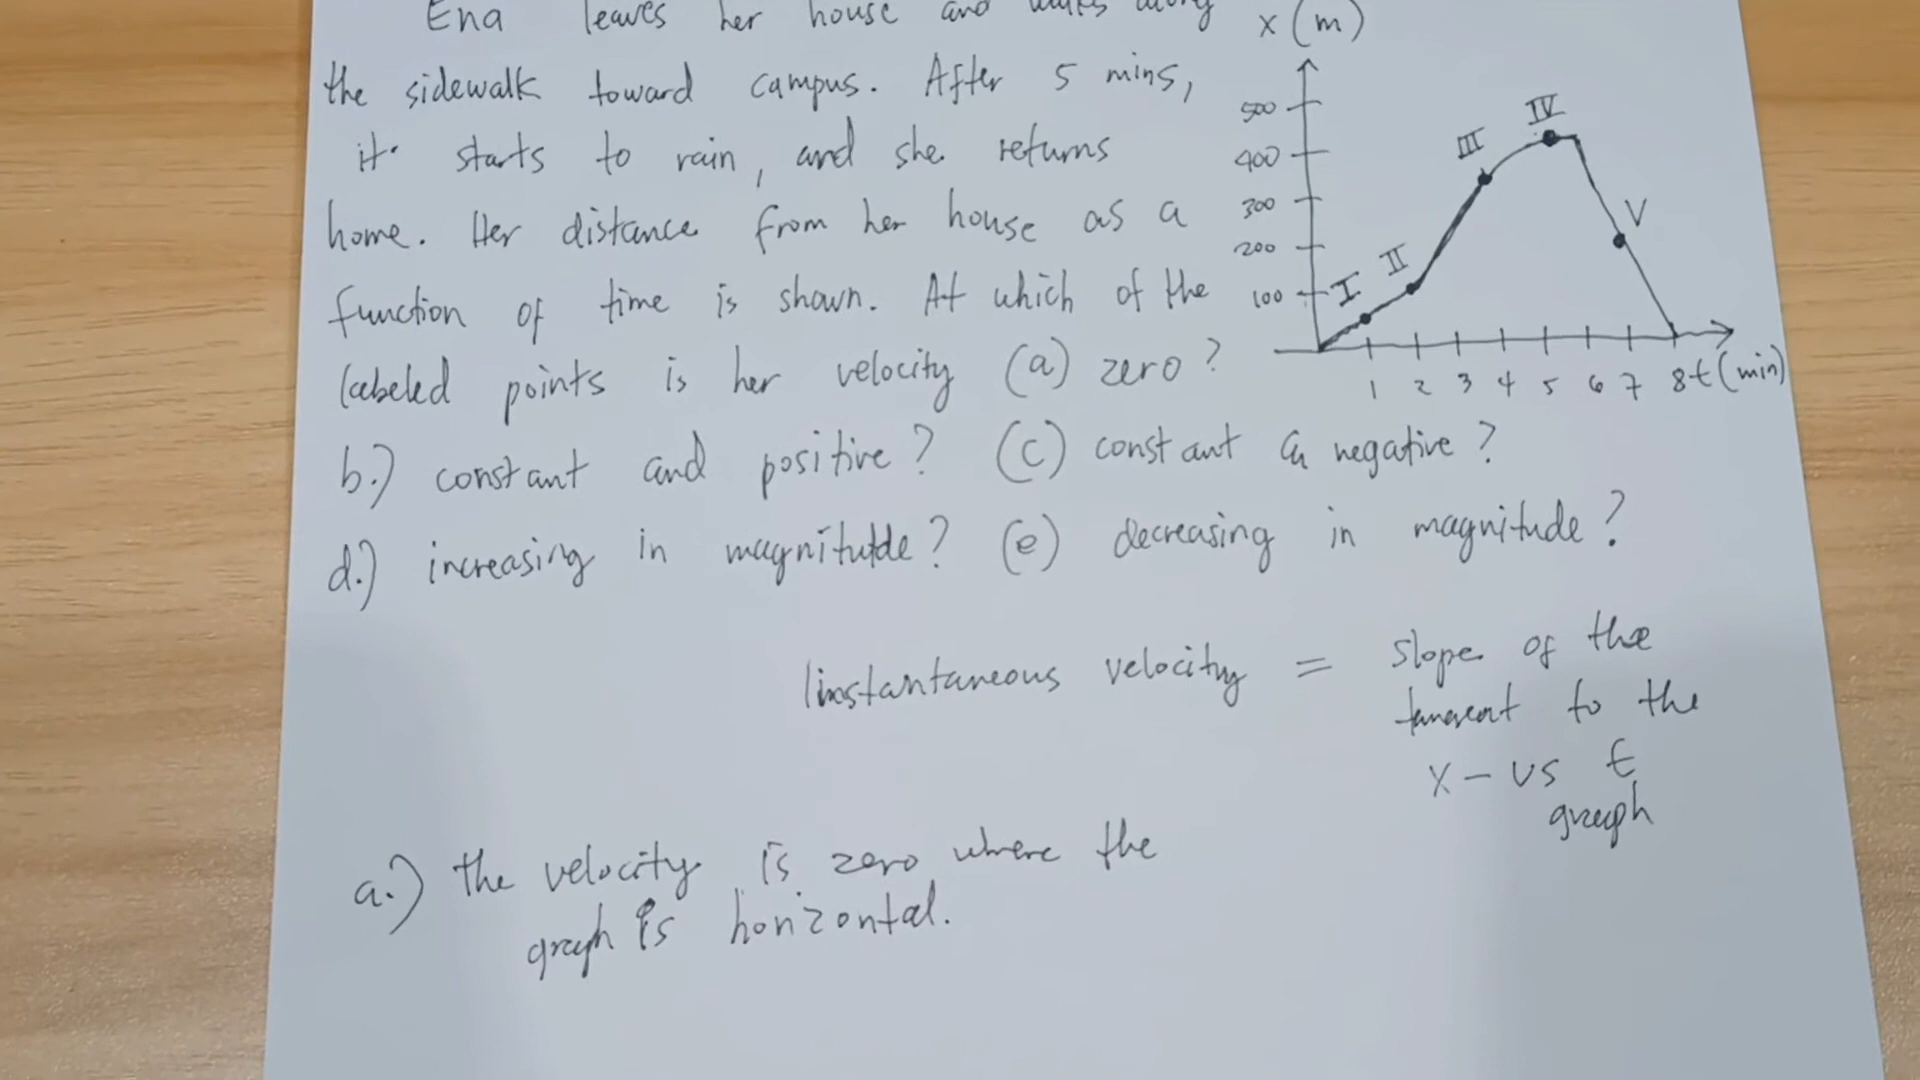 Ena leaves her house and walks along
the sidewalk toward campus. After 5 mins,
it starts to rain, and she returns
home. Her distance from her house as a
function of time is shown. At which of the
labeled points is her velocity (a) zero?
b.) constant and positive? (c) constant & negative?
d.) increasing in magnitutde? (e) decreasing in magnitude?
x (m)
500
400
300
200
100
I
II
III
IV
V
1 2 3 4 5 6 7 8 t (min)
instantaneous velocity = slope of the
tangent to the
x - vs t
graph
a.) the velocity is zero where the
graph is horizontal.